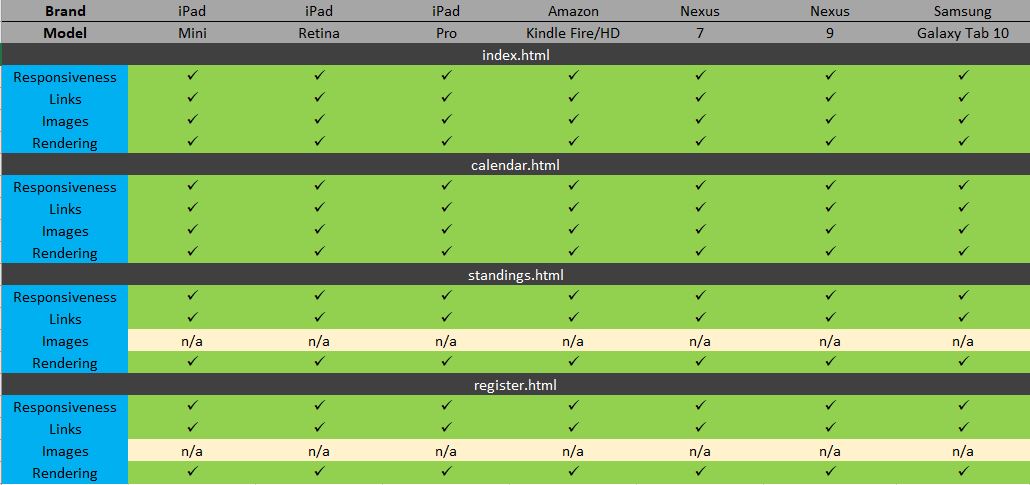 Brand iPad iPad iPad Amazon Nexus Nexus Samsung
Model Mini Retina Pro Kindle Fire/HD 7 9 Galaxy Tab 10
index.html
Responsiveness ✓ ✓ ✓ ✓ ✓ ✓ ✓
Links ✓ ✓ ✓ ✓ ✓ ✓ ✓
Images ✓ ✓ ✓ ✓ ✓ ✓ ✓
Rendering ✓ ✓ ✓ ✓ ✓ ✓ ✓
calendar.html
Responsiveness ✓ ✓ ✓ ✓ ✓ ✓ ✓
Links ✓ ✓ ✓ ✓ ✓ ✓ ✓
Images ✓ ✓ ✓ ✓ ✓ ✓ ✓
Rendering ✓ ✓ ✓ ✓ ✓ ✓ ✓
standings.html
Responsiveness ✓ ✓ ✓ ✓ ✓ ✓ ✓
Links ✓ ✓ ✓ ✓ ✓ ✓ ✓
Images n/a n/a n/a n/a n/a n/a n/a
Rendering ✓ ✓ ✓ ✓ ✓ ✓ ✓
register.html
Responsiveness ✓ ✓ ✓ ✓ ✓ ✓ ✓
Links ✓ ✓ ✓ ✓ ✓ ✓ ✓
Images n/a n/a n/a n/a n/a n/a n/a
Rendering ✓ ✓ ✓ ✓ ✓ ✓ ✓